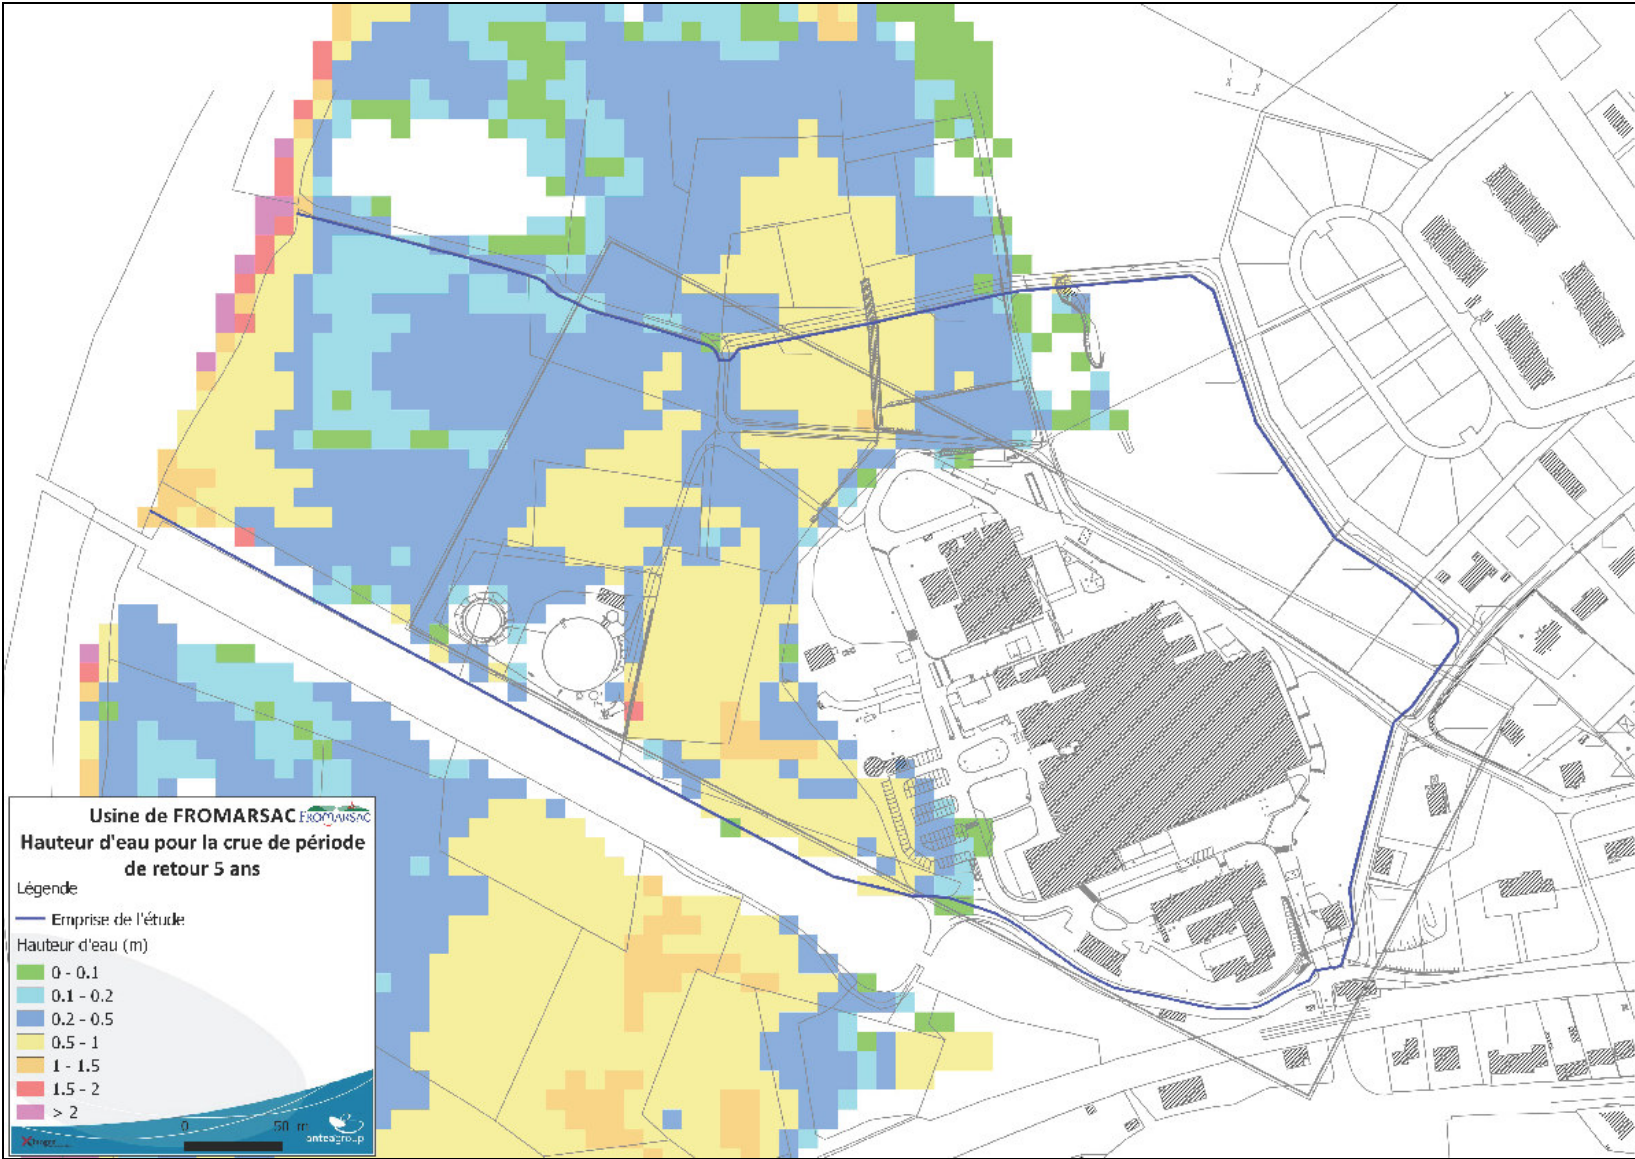 Usine de FROMARSAC FROMARSAC
Hauteur d'eau pour la crue de période
de retour 5 ans
Légende
Emprise de l'étude
Hauteur d'eau (m)
0 - 0.1
0.1 - 0.2
0.2 - 0.5
0.5 - 1
1 - 1.5
1.5 - 2
> 2
0 50 m
anteagroup